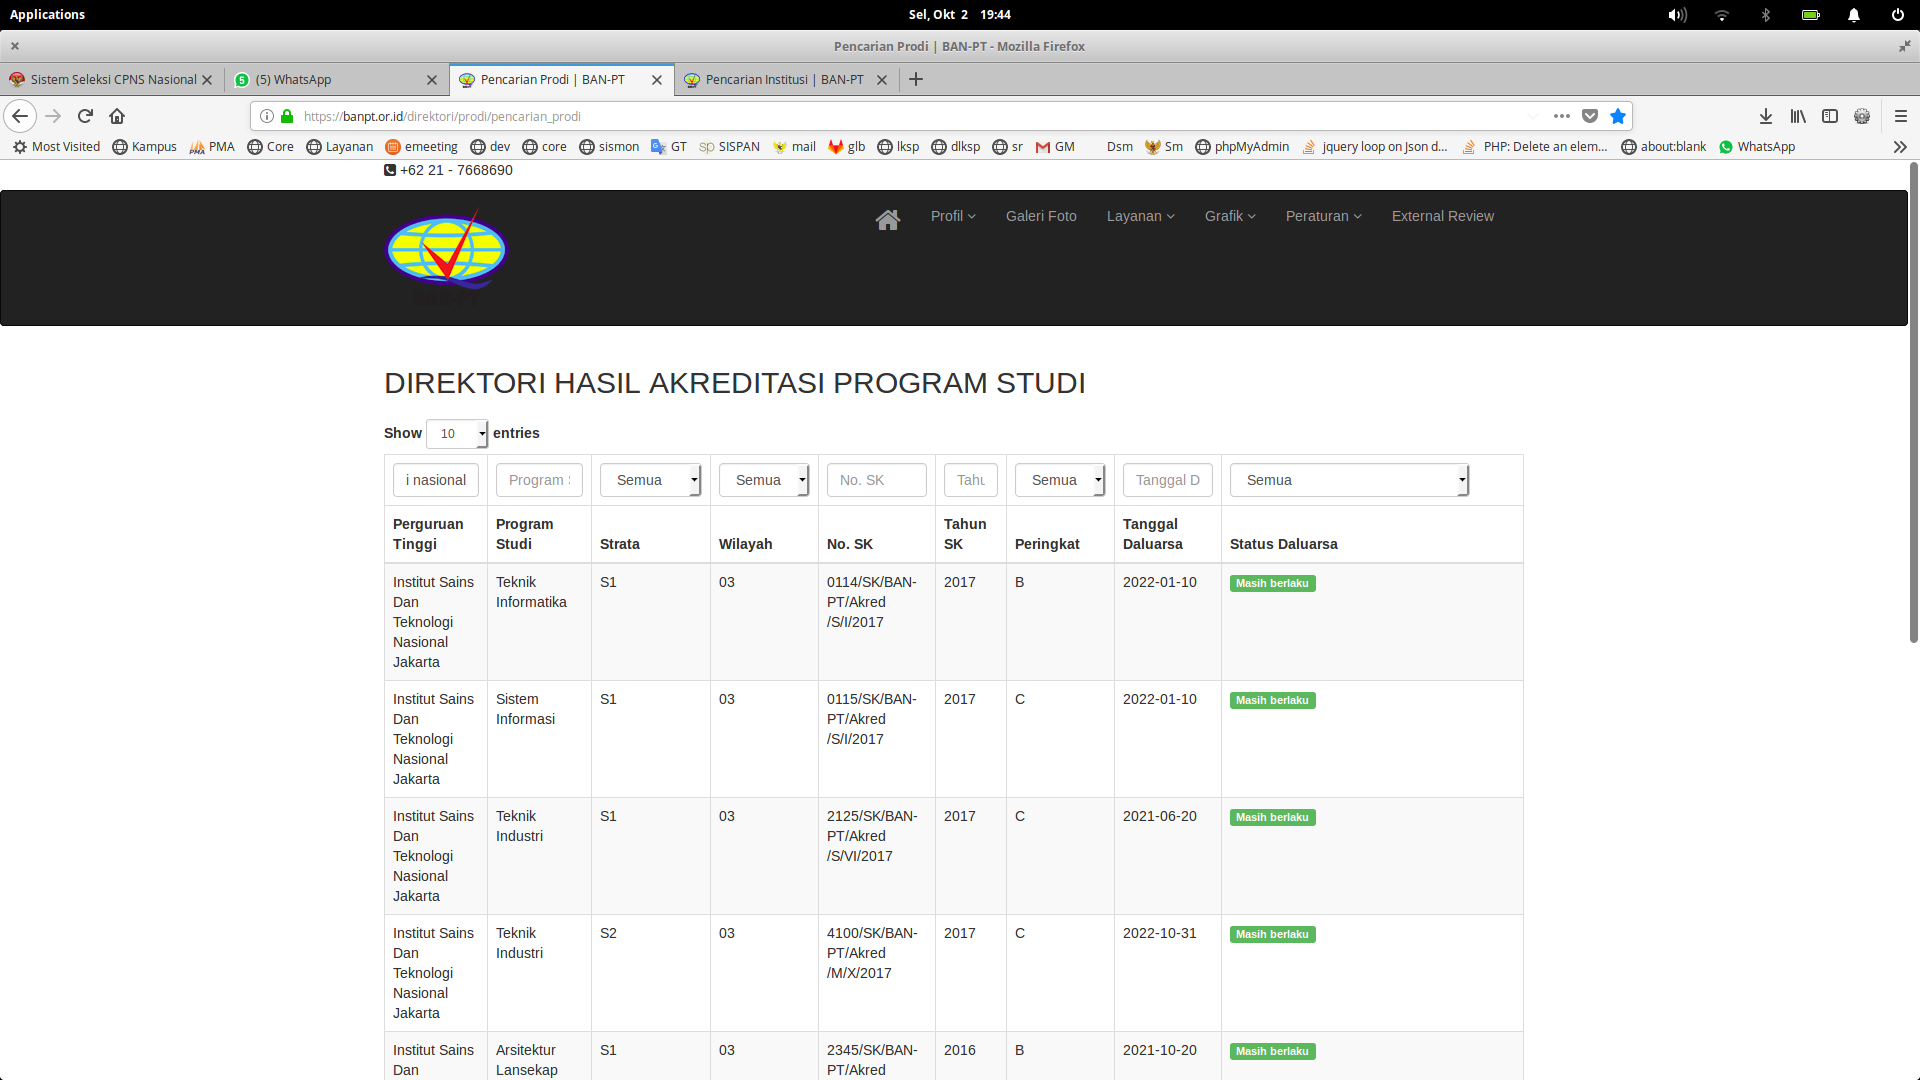 Applications
Sel, Okt 2 19:44
Pencarian Prodi | BAN-PT - Mozilla Firefox
Sistem Seleksi CPNS Nasional
5 (5) WhatsApp
Pencarian Prodi | BAN-PT
Pencarian Institusi | BAN-PT
https://banpt.or.id/direktori/prodi/pencarian_prodi
Most Visited
Kampus
PMA PMA
Core
Layanan
emeeting
dev
core
sismon
GT
sp SISPAN
mail
glb
lksp
dlksp
sr
GM
Dsm
Sm
phpMyAdmin
jquery loop on Json d...
PHP: Delete an elem...
about:blank
WhatsApp
+62 21 - 7668690
Profil
Galeri Foto
Layanan
Grafik
Peraturan
External Review
DIREKTORI HASIL AKREDITASI PROGRAM STUDI
Show 10 entries
i nasional
Program
Semua
Semua
No. SK
Tahu
Semua
Tanggal D
Semua
Perguruan
Tinggi
Program
Studi
Strata
Wilayah
No. SK
Tahun
SK
Peringkat
Tanggal
Daluarsa
Status Daluarsa
Institut Sains
Dan
Teknologi
Nasional
Jakarta
Teknik
Informatika
S1
03
0114/SK/BAN-
PT/Akred
/S/I/2017
2017
B
2022-01-10
Masih berlaku
Institut Sains
Dan
Teknologi
Nasional
Jakarta
Sistem
Informasi
S1
03
0115/SK/BAN-
PT/Akred
/S/I/2017
2017
C
2022-01-10
Masih berlaku
Institut Sains
Dan
Teknologi
Nasional
Jakarta
Teknik
Industri
S1
03
2125/SK/BAN-
PT/Akred
/S/VI/2017
2017
C
2021-06-20
Masih berlaku
Institut Sains
Dan
Teknologi
Nasional
Jakarta
Teknik
Industri
S2
03
4100/SK/BAN-
PT/Akred
/M/X/2017
2017
C
2022-10-31
Masih berlaku
Institut Sains
Dan
Arsitektur
Lansekap
S1
03
2345/SK/BAN-
PT/Akred
2016
B
2021-10-20
Masih berlaku